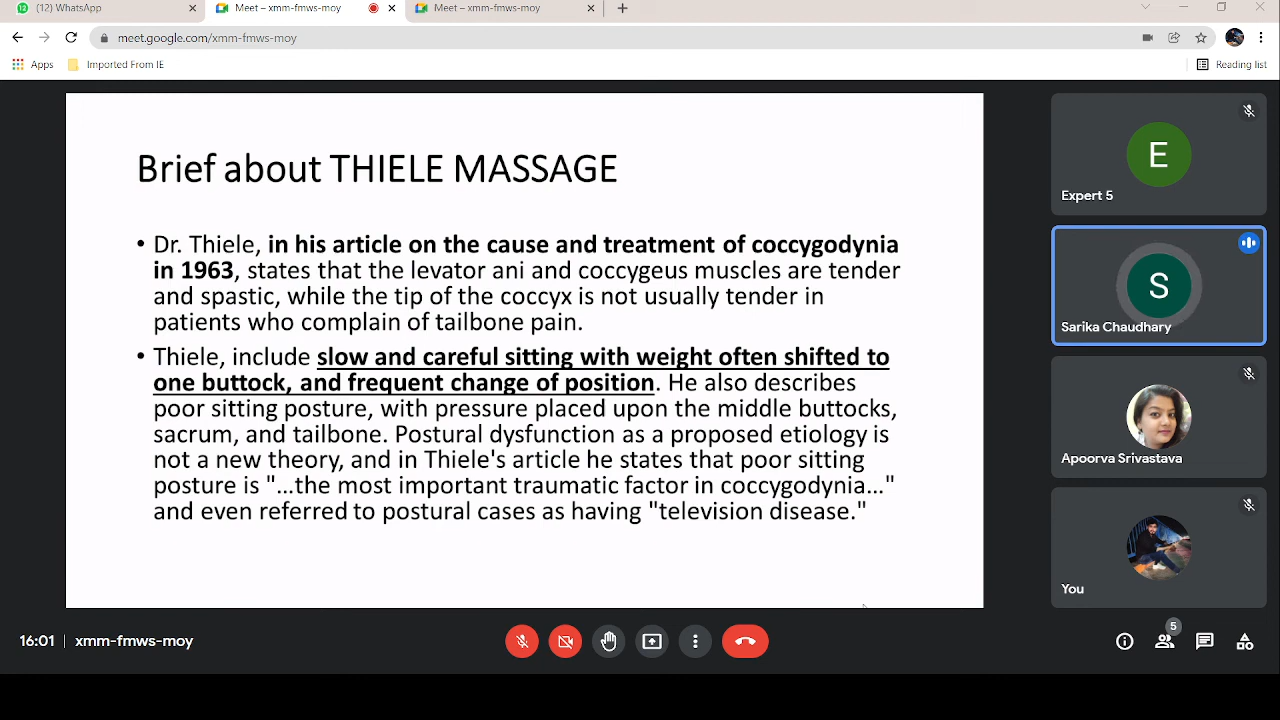 (12) WhatsApp
Meet – xmm-fmws-moy
Meet – xmm-fmws-moy
meet.google.com/xmm-fmws-moy
Apps
Imported From IE
Reading list
Brief about THIELE MASSAGE
• Dr. Thiele, in his article on the cause and treatment of coccygodynia
in 1963, states that the levator ani and coccygeus muscles are tender
and spastic, while the tip of the coccyx is not usually tender in
patients who complain of tailbone pain.
• Thiele, include slow and careful sitting with weight often shifted to
one buttock, and frequent change of position. He also describes
poor sitting posture, with pressure placed upon the middle buttocks,
sacrum, and tailbone. Postural dysfunction as a proposed etiology is
not a new theory, and in Thiele's article he states that poor sitting
posture is "...the most important traumatic factor in coccygodynia..."
and even referred to postural cases as having "television disease."
E
Expert 5
S
Sarika Chaudhary
Apoorva Srivastava
You
16:01 | xmm-fmws-moy
5